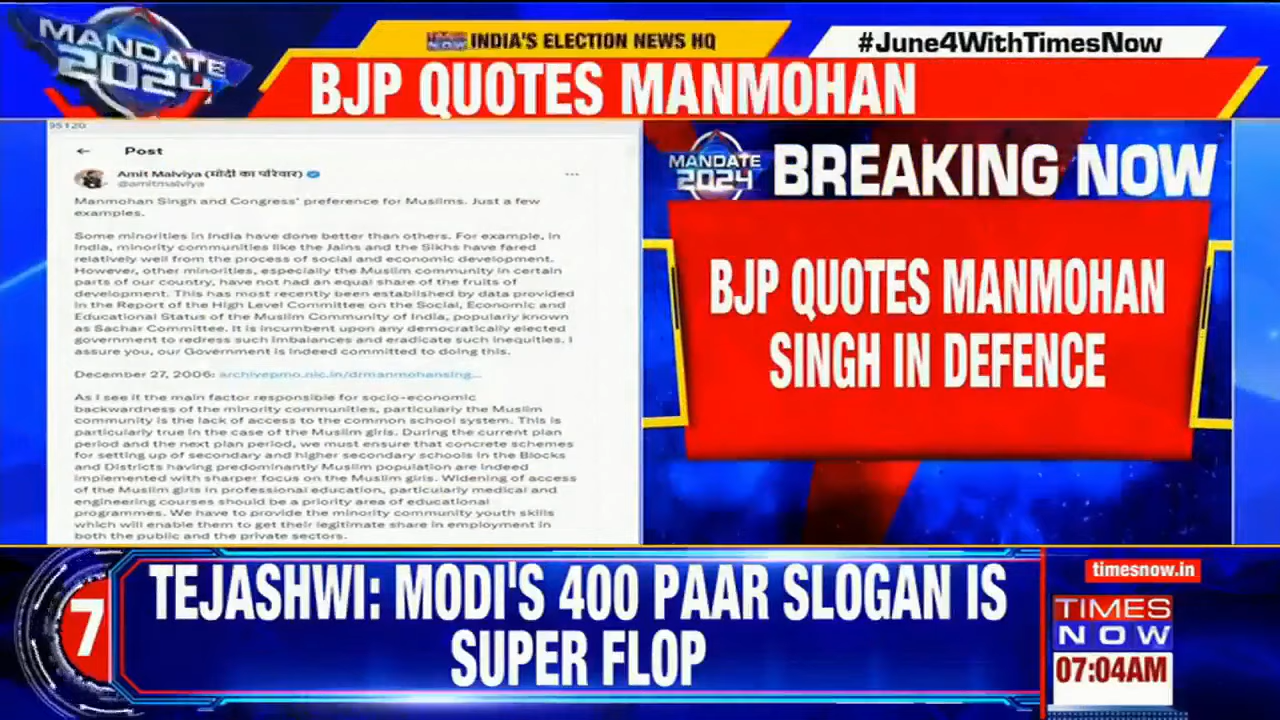 MANDATE
2024
TIMES NOW INDIA'S ELECTION NEWS HQ
#June4WithTimesNow
BJP QUOTES MANMOHAN
95120
← Post
Amit Malviya (मोदी का परिवार)
@amitmalviya
Manmohan Singh and Congress' preference for Muslims. Just a few
examples.
Some minorities in India have done better than others. For example, in
India, minority communities like the Jains and the Sikhs have fared
relatively well from the process of social and economic development.
However, other minorities, especially the Muslim community in certain
parts of our country, have not had an equal share of the fruits of
development. This has most recently been established by data provided
in the Report of the High Level Committee on the Social, Economic and
Educational Status of the Muslim Community of India, popularly known
as Sachar Committee. It is incumbent upon any democratically elected
government to redress such imbalances and eradicate such inequities. I
assure you, our Government is indeed committed to doing this.
December 27, 2006: archivepmo.nic.in/drmanmohansing...
As I see it the main factor responsible for socio-economic
backwardness of the minority communities, particularly the Muslim
community is the lack of access to the common school system. This is
particularly true in the case of the Muslim girls. During the current plan
period and the next plan period, we must ensure that concrete schemes
for setting up of secondary and higher secondary schools in the Blocks
and Districts having predominantly Muslim population are indeed
implemented with sharper focus on the Muslim girls. Widening of access
of the Muslim girls in professional education, particularly medical and
engineering courses should be a priority area of educational
programmes. We have to provide the minority community youth skills
which will enable them to get their legitimate share in employment in
both the public and the private sectors.
MANDATE
2024
BREAKING NOW
BJP QUOTES MANMOHAN
SINGH IN DEFENCE
7
TEJASHWI: MODI'S 400 PAAR SLOGAN IS
SUPER FLOP
timesnow.in
TIMES
NOW
07:04AM